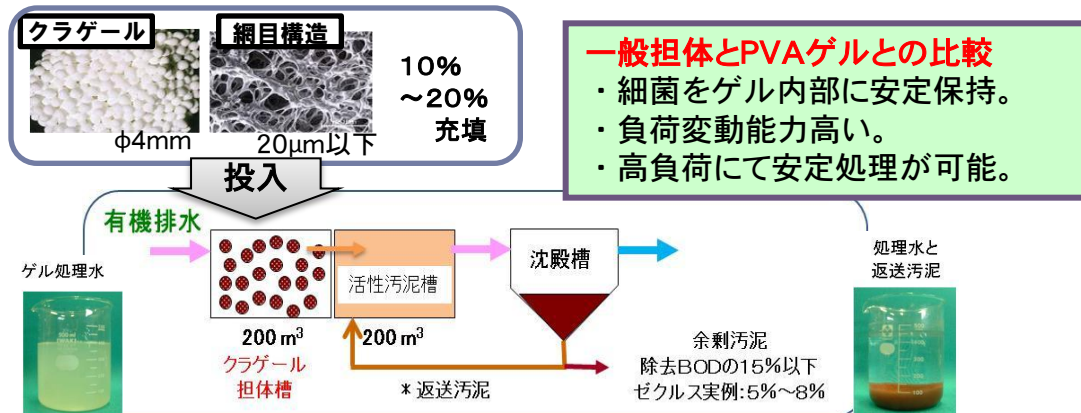 クラゲール
網目構造
10%
～20%
充填
φ4mm
20μm以下
一般担体とPVAゲルとの比較
・細菌をゲル内部に安定保持。
・負荷変動能力高い。
・高負荷にて安定処理が可能。
投入
有機排水
ゲル処理水
活性汚泥槽
沈殿槽
処理水と
返送汚泥
200 m³
200 m³
クラゲール
担体槽
＊返送汚泥
余剰汚泥
除去BODの15%以下
ゼクルス実例:5%～8%